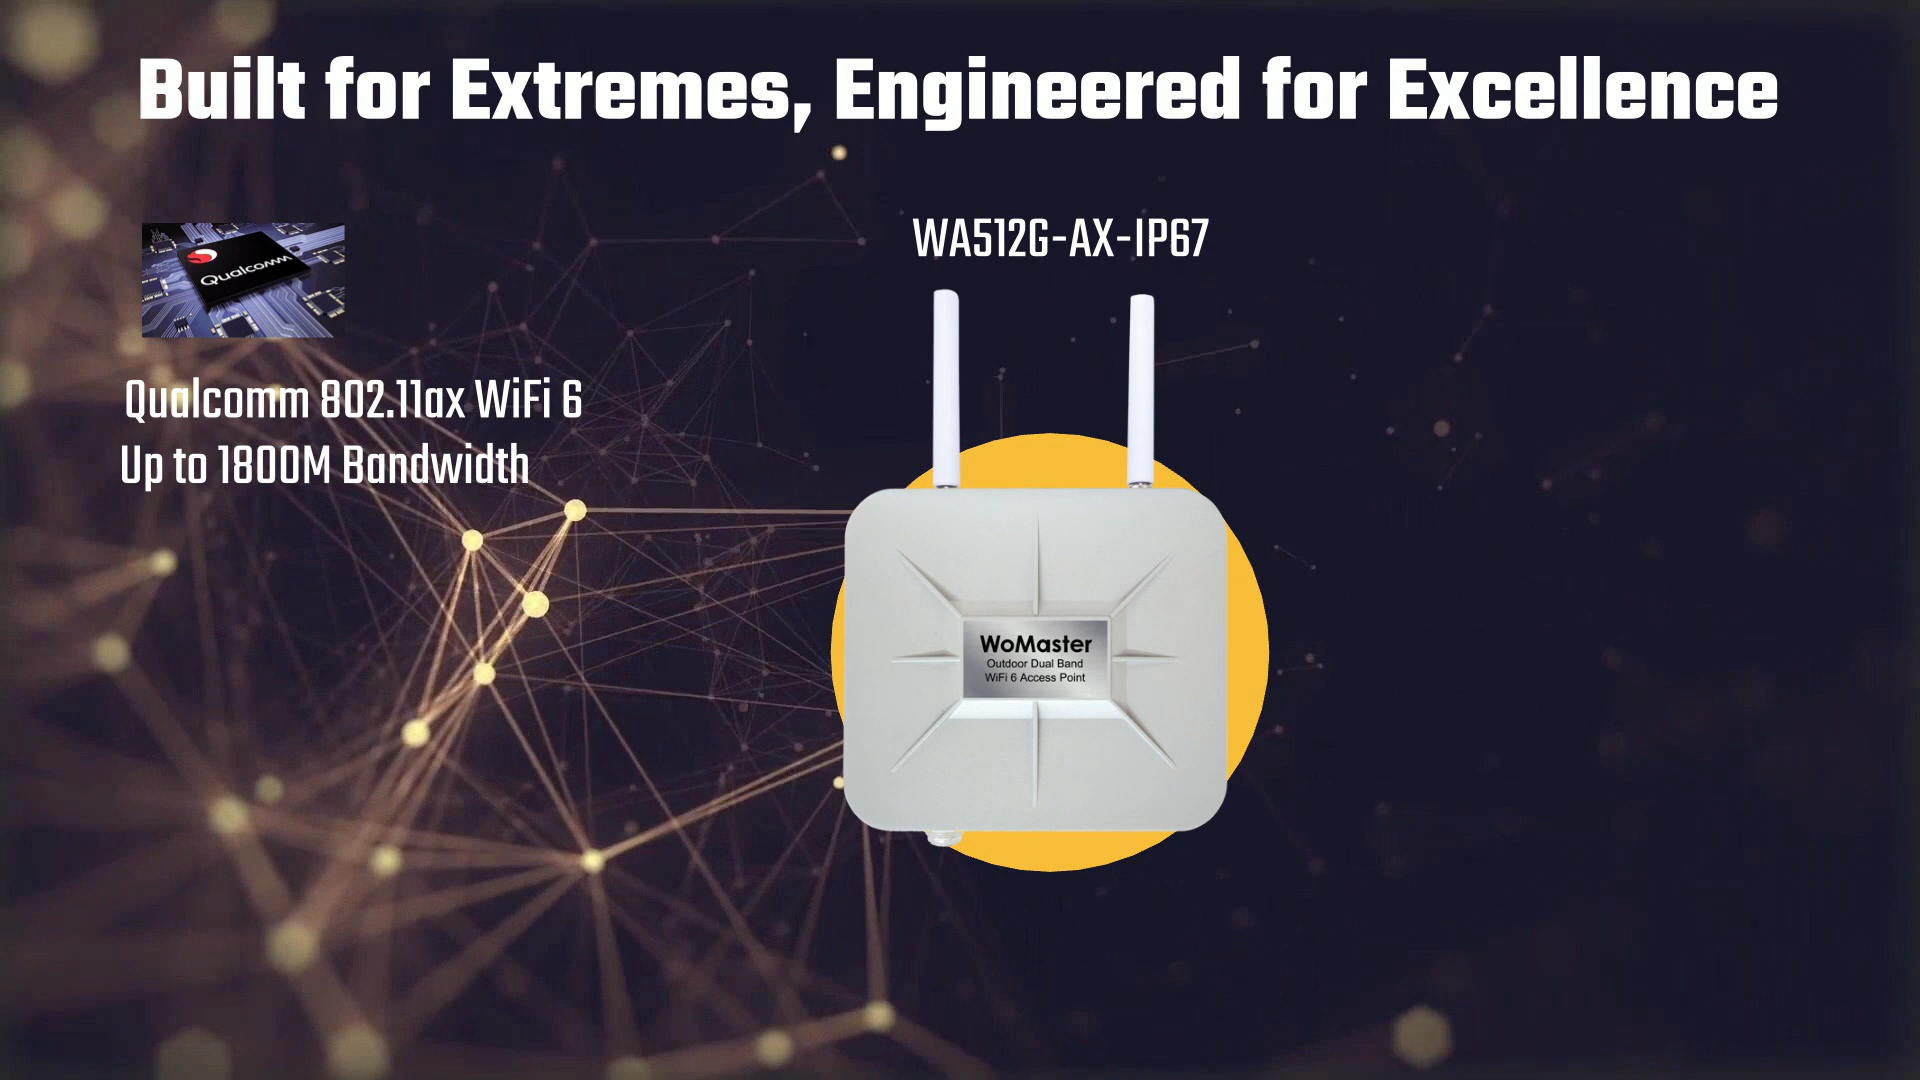 Built for Extremes, Engineered for Excellence
WA512G-AX-IP67
Qualcomm
Qualcomm 802.11ax WiFi 6
Up to 1800M Bandwidth
WoMaster
Outdoor Dual Band
WiFi 6 Access Point